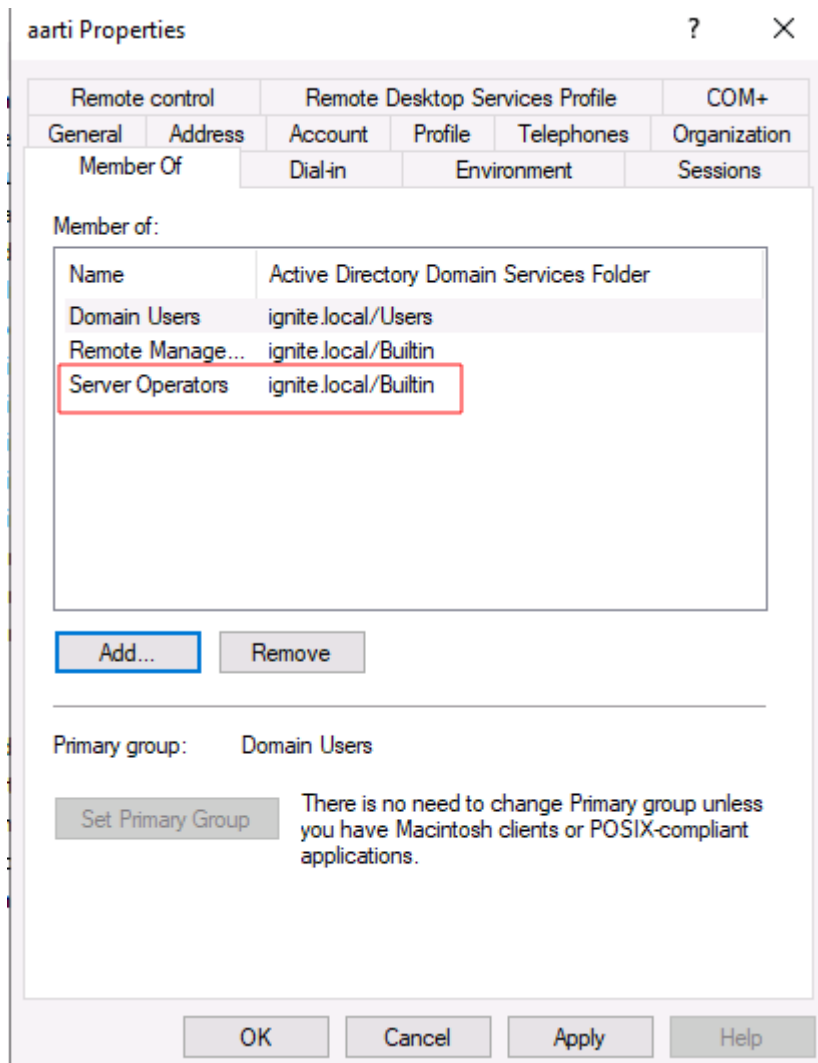 aarti Properties ?
Remote control Remote Desktop Services Profile COM+
General Address Account Profile Telephones Organization
Member Of Dial-in Environment Sessions
Member of:
Name Active Directory Domain Services Folder
Domain Users ignite.local/Users
Remote Manage... ignite.local/Builtin
Server Operators ignite.local/Builtin
Add... Remove
Primary group: Domain Users
Set Primary Group
There is no need to change Primary group unless
you have Macintosh clients or POSIX-compliant
applications.
OK Cancel Apply Help